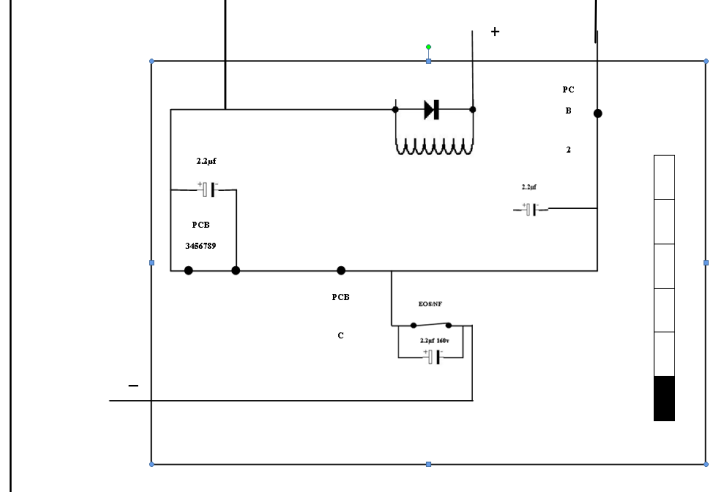 +
PC
B
2
2.2µf
+
2.2µf
+
PCB
3456789
PCB
EOS/NF
C
2.2µf 160v
+
−